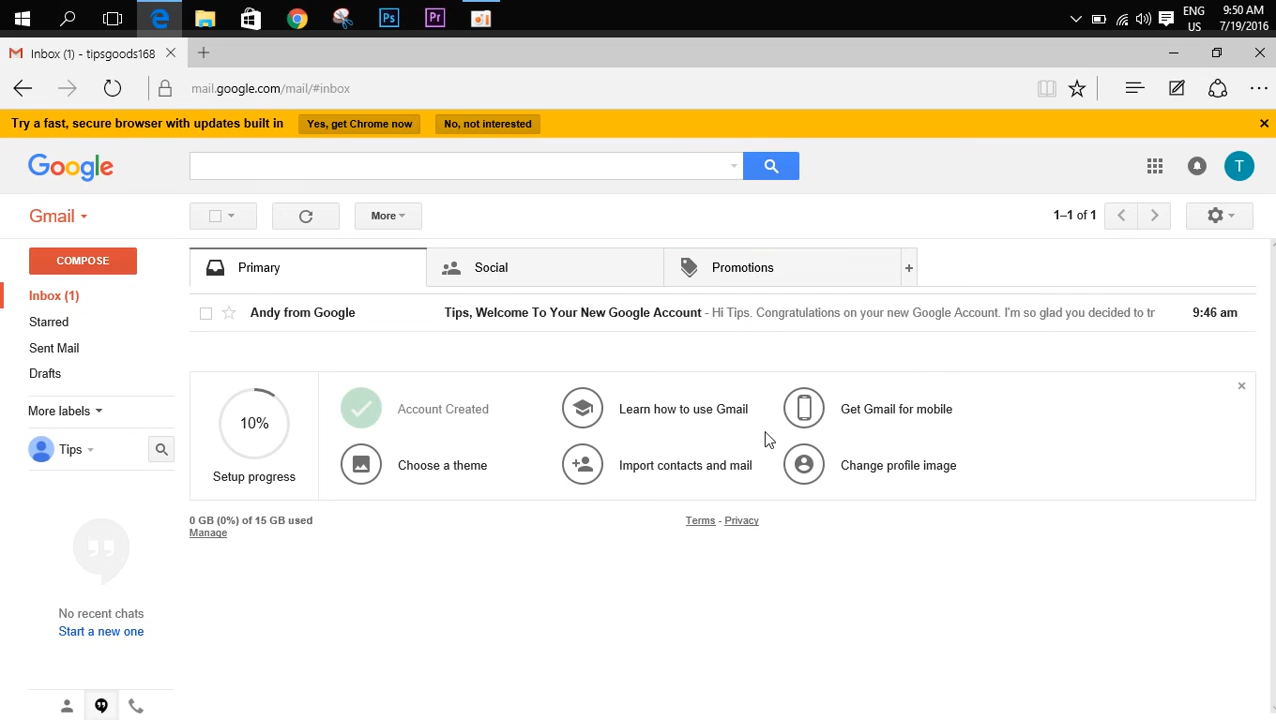 ENG
US
9:50 AM
7/19/2016
Ps
Pr
Inbox (1) - tipsgoods168
mail.google.com/mail/#inbox
Try a fast, secure browser with updates built in
Yes, get Chrome now
No, not interested
Google
T
Gmail
More
1–1 of 1
COMPOSE
Primary
Social
Promotions
+
Inbox (1)
Starred
Sent Mail
Drafts
More labels
Tips
Andy from Google
Tips, Welcome To Your New Google Account - Hi Tips. Congratulations on your new Google Account. I'm so glad you decided to tr
9:46 am
10%
Setup progress
Account Created
Learn how to use Gmail
Get Gmail for mobile
Choose a theme
Import contacts and mail
Change profile image
0 GB (0%) of 15 GB used
Manage
Terms - Privacy
No recent chats
Start a new one